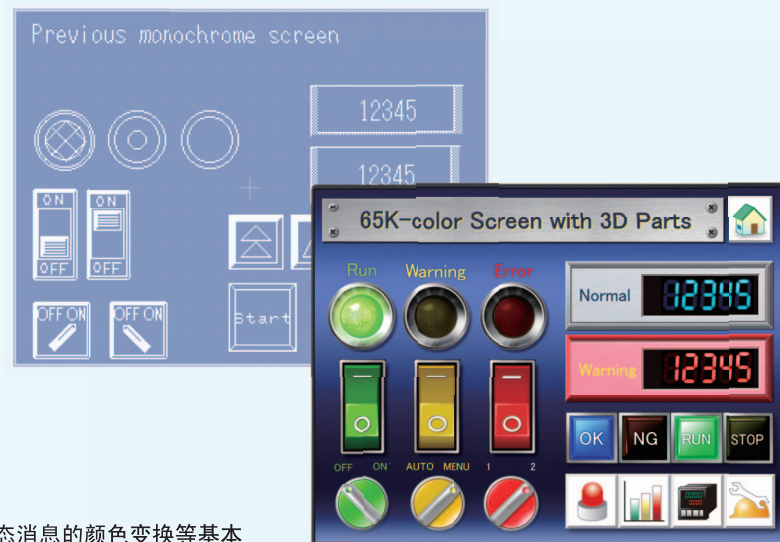 Previous monochrome screen
12345
12345
ON
OFF
ON
OFF
OFF ON
OFF ON
Start
65K-color Screen with 3D Parts
Run Warning Error
Normal 12345
Warning 12345
OK NG RUN STOP
OFF ON AUTO MENU 1 2
态消息的颜色变换等基本